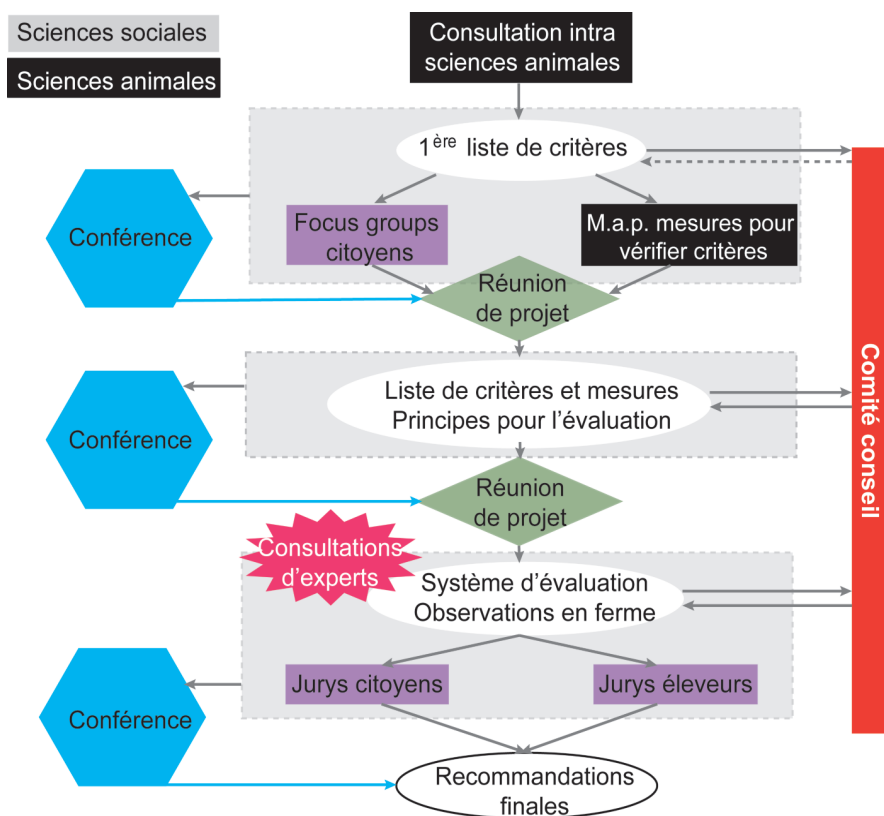 Sciences sociales
Sciences animales
Consultation intra
sciences animales
1ère liste de critères
Conférence
Focus groups
citoyens
M.a.p. mesures pour
vérifier critères
Réunion
de projet
Comité conseil
Conférence
Liste de critères et mesures
Principes pour l'évaluation
Réunion
de projet
Consultations
d'experts
Système d'évaluation
Observations en ferme
Conférence
Jurys citoyens
Jurys éleveurs
Recommandations
finales